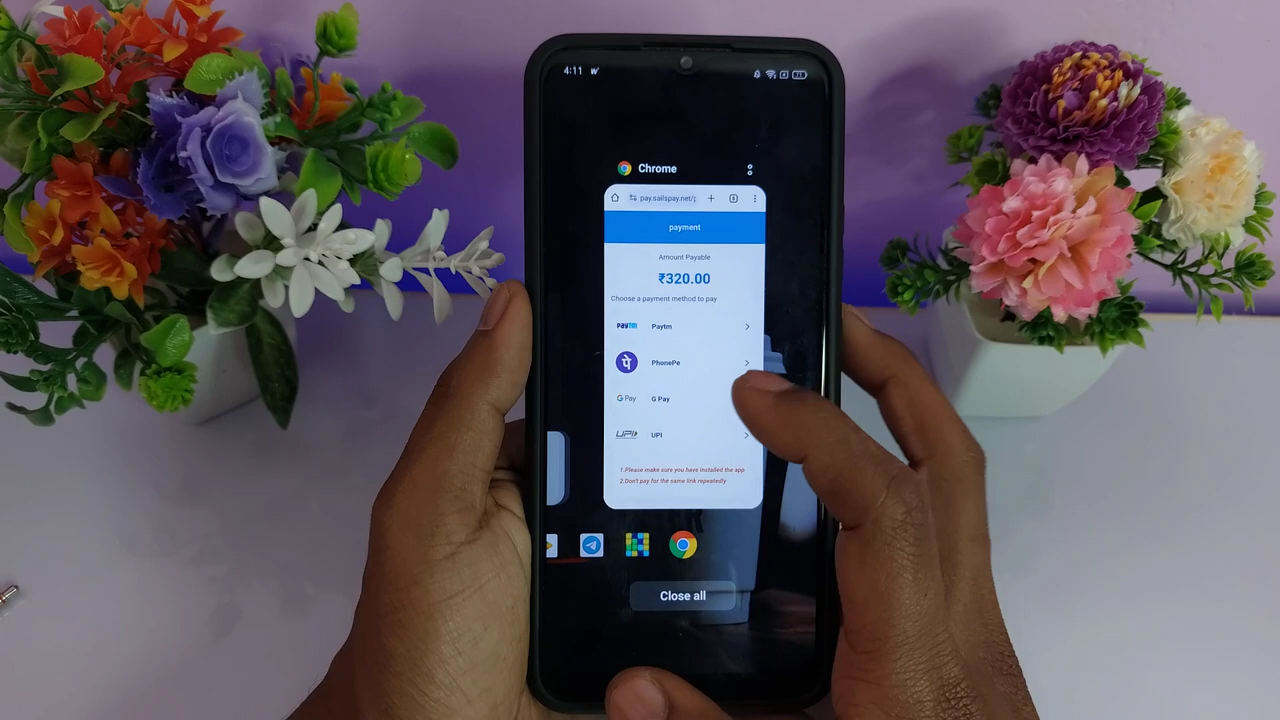 4:11
Chrome
pay.sailspay.net/p
payment
Amount Payable
₹320.00
Choose a payment method to pay
Paytm Paytm
पे PhonePe
G Pay G Pay
UPI UPI
1.Please make sure you have installed the app
2.Don't pay for the same link repeatedly
Close all